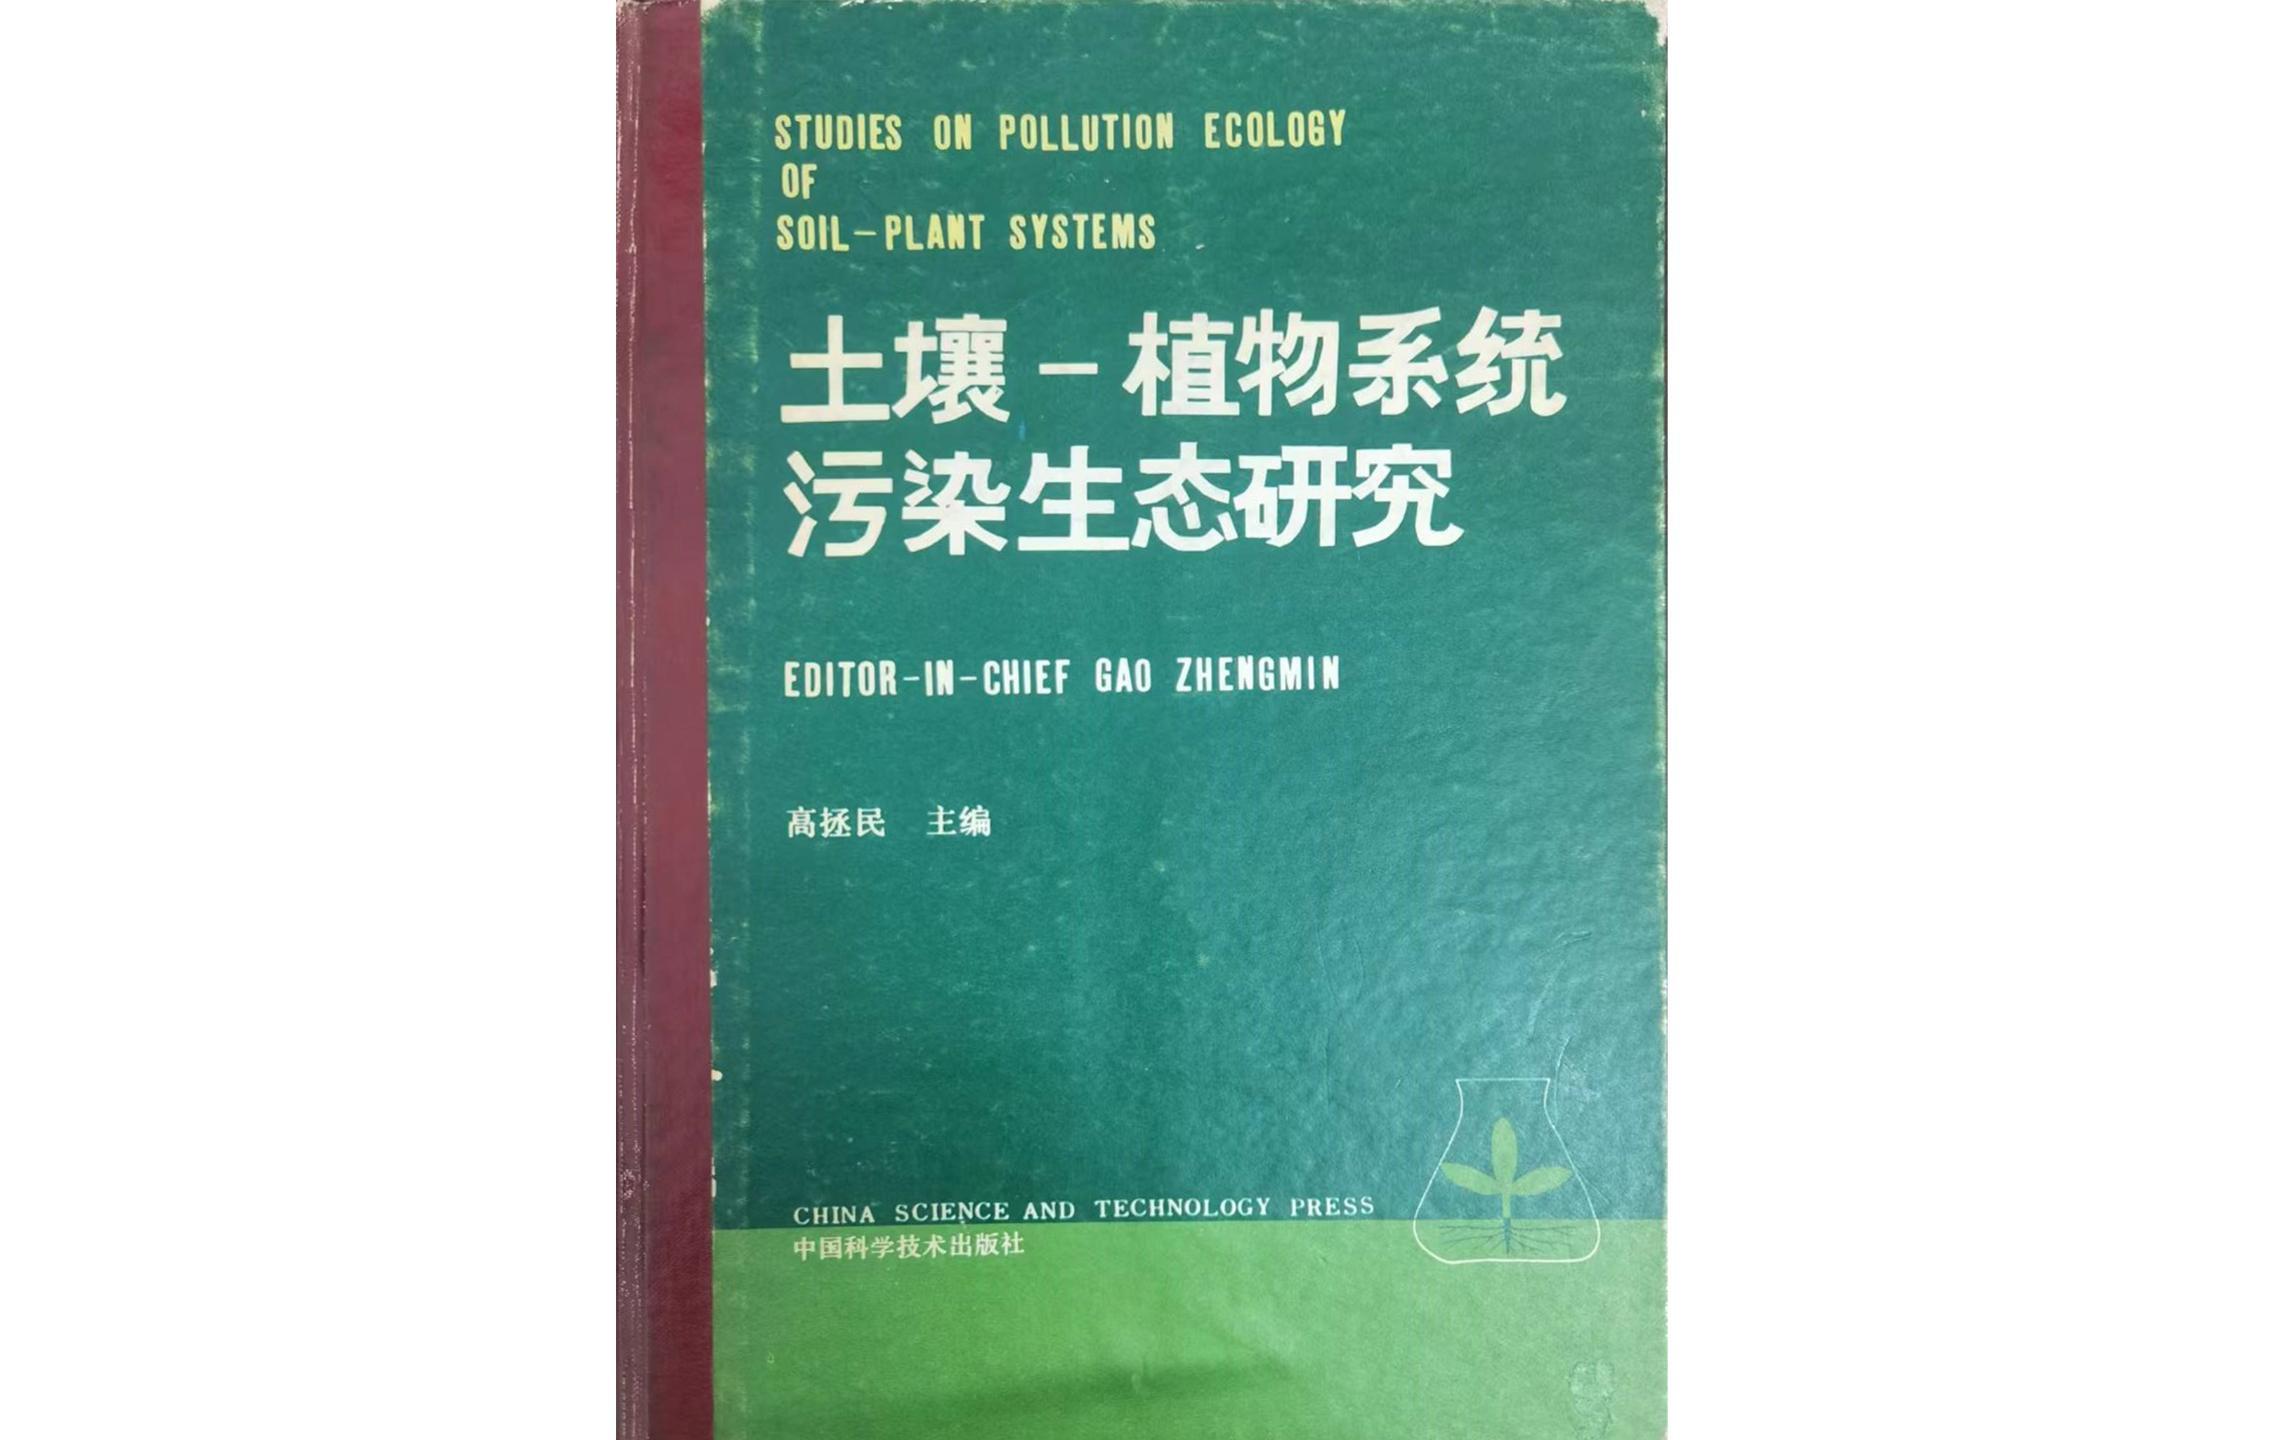 STUDIES ON POLLUTION ECOLOGY
OF
SOIL-PLANT SYSTEMS
土壤-植物系统
污染生态研究
EDITOR-IN-CHIEF GAO ZHENGMIN
高拯民 主编
CHINA SCIENCE AND TECHNOLOGY PRESS
中国科学技术出版社